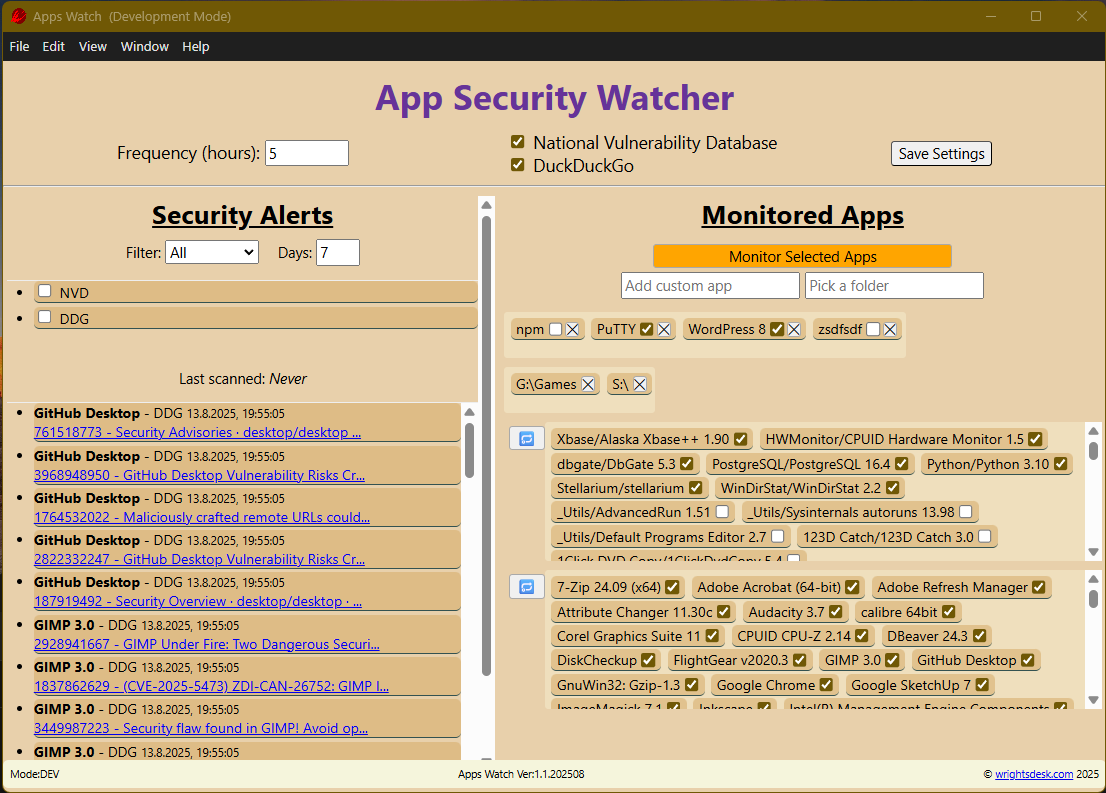 Apps Watch (Development Mode)
File Edit View Window Help
App Security Watcher
Frequency (hours): 5
National Vulnerability Database
DuckDuckGo
Save Settings
Security Alerts
Filter: All Days: 7
NVD
DDG
Last scanned: Never
GitHub Desktop - DDG 13.8.2025, 19:55:05
761518773 - Security Advisories · desktop/desktop ...
GitHub Desktop - DDG 13.8.2025, 19:55:05
3968948950 - GitHub Desktop Vulnerability Risks Cr...
GitHub Desktop - DDG 13.8.2025, 19:55:05
1764532022 - Maliciously crafted remote URLs could...
GitHub Desktop - DDG 13.8.2025, 19:55:05
2822332247 - GitHub Desktop Vulnerability Risks Cr...
GitHub Desktop - DDG 13.8.2025, 19:55:05
187919492 - Security Overview · desktop/desktop · ...
GIMP 3.0 - DDG 13.8.2025, 19:55:05
2928941667 - GIMP Under Fire: Two Dangerous Securi...
GIMP 3.0 - DDG 13.8.2025, 19:55:05
1837862629 - (CVE-2025-5473) ZDI-CAN-26752: GIMP I...
GIMP 3.0 - DDG 13.8.2025, 19:55:05
3449987223 - Security flaw found in GIMP! Avoid op...
GIMP 3.0 - DDG 13.8.2025, 19:55:05
Monitored Apps
Monitor Selected Apps
Add custom app Pick a folder
npm PuTTY WordPress 8 zsdfsdf
G:\Games S:\
Xbase/Alaska Xbase++ 1.90 HWMonitor/CPUID Hardware Monitor 1.5
dbgate/DbGate 5.3 PostgreSQL/PostgreSQL 16.4 Python/Python 3.10
Stellarium/stellarium WinDirStat/WinDirStat 2.2
_Utils/AdvancedRun 1.51 _Utils/Sysinternals autoruns 13.98
_Utils/Default Programs Editor 2.7 123D Catch/123D Catch 3.0
1Click DVD Copy/1ClickDvdCopy 5.4
7-Zip 24.09 (x64) Adobe Acrobat (64-bit) Adobe Refresh Manager
Attribute Changer 11.30c Audacity 3.7 calibre 64bit
Corel Graphics Suite 11 CPUID CPU-Z 2.14 DBeaver 24.3
DiskCheckup FlightGear v2020.3 GIMP 3.0 GitHub Desktop
GnuWin32: Gzip-1.3 Google Chrome Google SketchUp 7
ImageMagick 7.1 Inkscape Intel(R) Management Engine Components
Mode:DEV Apps Watch Ver:1.1.202508 © wrightsdesk.com 2025